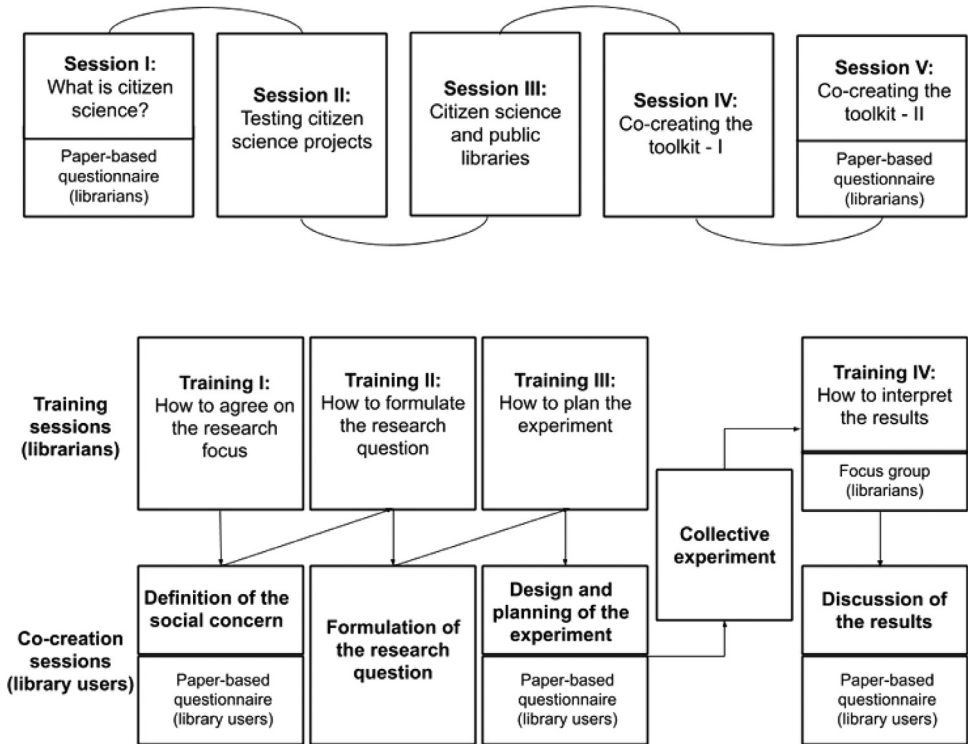 Session I:
What is citizen
science?
Paper-based
questionnaire
(librarians)
Session II:
Testing citizen
science projects
Session III:
Citizen science
and public
libraries
Session IV:
Co-creating the
toolkit - I
Session V:
Co-creating the
toolkit - II
Paper-based
questionnaire
(librarians)
Training
sessions
(librarians)
Training I:
How to agree on
the research
focus
Training II:
How to formulate
the research
question
Training III:
How to plan the
experiment
Training IV:
How to interpret
the results
Focus group
(librarians)
Collective
experiment
Co-creation
sessions
(library users)
Definition of the
social concern
Paper-based
questionnaire
(library users)
Formulation of
the research
question
Design and
planning of the
experiment
Paper-based
questionnaire
(library users)
Discussion of
the results
Paper-based
questionnaire
(library users)